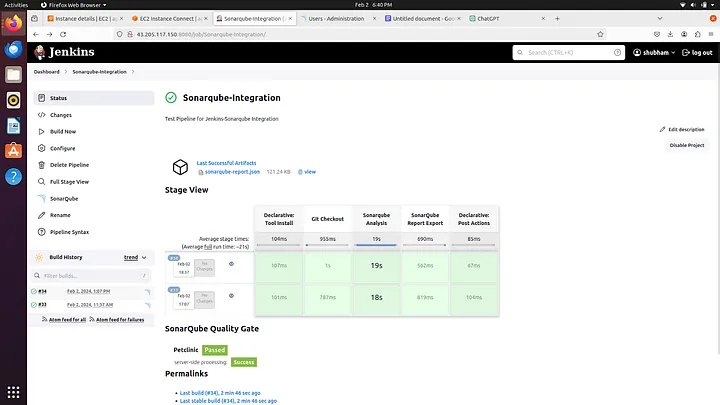 Activities
Firefox Web Browser
Feb 2 6:40 PM
Instance details | EC2 | a
EC2 Instance Connect | a
Sonarqube-Integration [
Users - Administration
Untitled document - Goo
ChatGPT
43.205.117.150:8080/job/Sonarqube-Integration/
Jenkins
Search (CTRL+K)
shubham
log out
Dashboard
Sonarqube-Integration
Status
Changes
Build Now
Configure
Delete Pipeline
Full Stage View
SonarQube
Rename
Pipeline Syntax
Build History
trend
Filter builds...
/
#34
Feb 2, 2024, 1:07 PM
#33
Feb 2, 2024, 11:37 AM
Atom feed for all
Atom feed for failures
Sonarqube-Integration
Test Pipeline for Jenkins-Sonarqube Integration
Edit description
Disable Project
Last Successful Artifacts
sonarqube-report.json
121.24 KB
view
Stage View
Declarative: Tool Install
Git Checkout
Sonarqube Analysis
SonarQube Report Export
Declarative: Post Actions
Average stage times:
(Average full run time: ~21s)
104ms
955ms
19s
690ms
85ms
#34
Feb 02
18:37
No Changes
107ms
1s
19s
562ms
67ms
#33
Feb 02
17:07
No Changes
101ms
781ms
18s
819ms
104ms
SonarQube Quality Gate
Petclinic
Passed
server-side processing:
Success
Permalinks
Last build (#34), 2 min 46 sec ago
Last stable build (#34), 2 min 46 sec ago